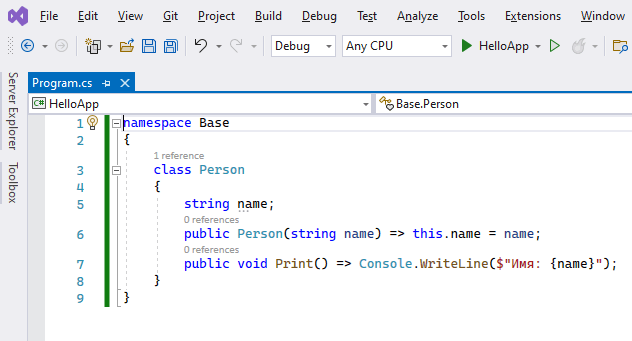 File Edit View Git Project Build Debug Test Analyze Tools Extensions Window
Debug Any CPU HelloApp
Server Explorer
Toolbox
Program.cs
HelloApp Base.Person
1 namespace Base
2 {
1 reference
3 class Person
4 {
5 string name;
0 references
6 public Person(string name) => this.name = name;
0 references
7 public void Print() => Console.WriteLine($"Имя: {name}");
8 }
9 }